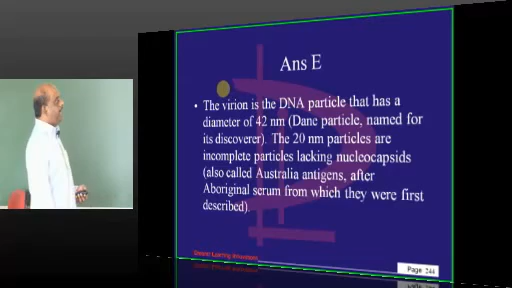 Ans E
• The virion is the DNA particle that has a
diameter of 42 nm (Dane particle, named for
its discoverer). The 20 nm particles are
incomplete particles lacking nucleocapsids
(also called Australia antigens, after
Aboriginal serum from which they were first
described).
Page 244